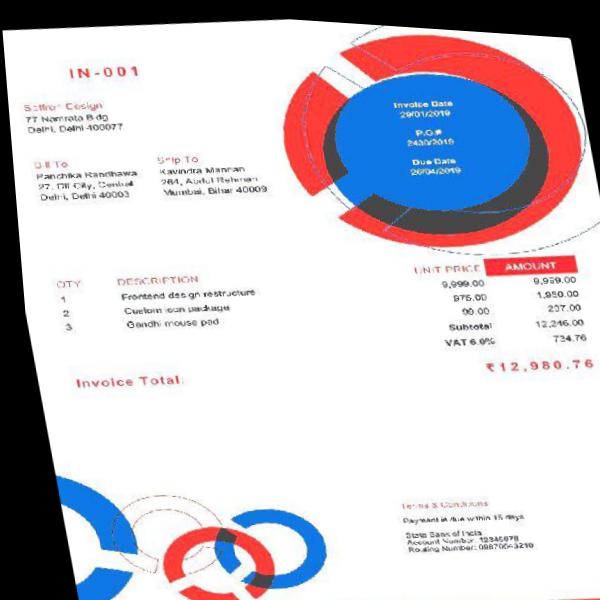 IN-001
Saffron Design
77 Namrata Bldg
Delhi, Delhi 400077
Bill To
Panchika Randhawa
27, Dlf City, Central
Delhi, Delhi 40003
Ship To
Kavindra Mannan
264, Abdul Rehman
Mumbai, Bihar 40009
Invoice Date
29/01/2019
P.O.#
2430/2019
Due Date
26/04/2019
QTY DESCRIPTION UNIT PRICE AMOUNT
1 Frontend design restructure 9,999.00 9,999.00
2 Custom icon package 975.00 1,950.00
3 Gandhi mouse pad 99.00 297.00
Subtotal 12,246.00
VAT 6.0% 734.76
Invoice Total: ₹12,980.76
Terms & Conditions
Payment is due within 15 days
State Bank of India
Account Number: 12345678
Routing Number: